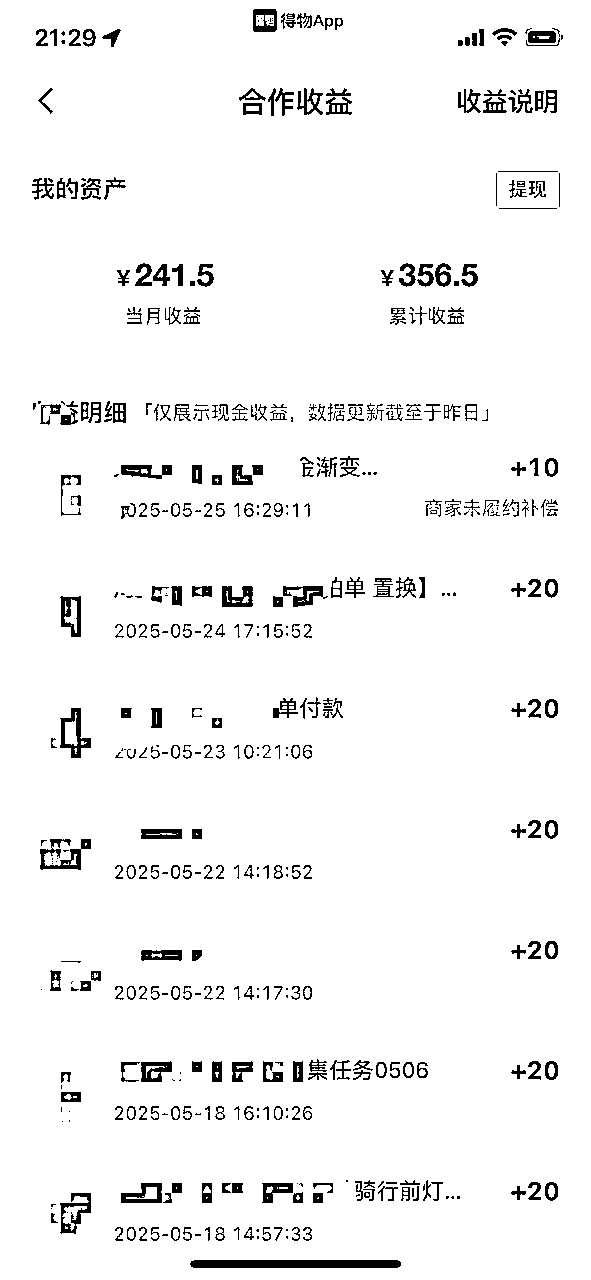 得物App
21:29
合作收益
收益说明
我的资产
提现
¥241.5
¥356.5
当月收益
累计收益
明细「仅展示现金收益，数据更新截至于昨日」
渐变...
+10
2025-05-25 16:29:11
商家未履约补偿
单 置换】...
+20
2025-05-24 17:15:52
单付款
+20
2025-05-23 10:21:06
+20
2025-05-22 14:18:52
+20
2025-05-22 14:17:30
集任务0506
+20
2025-05-18 16:10:26
骑行前灯...
+20
2025-05-18 14:57:33